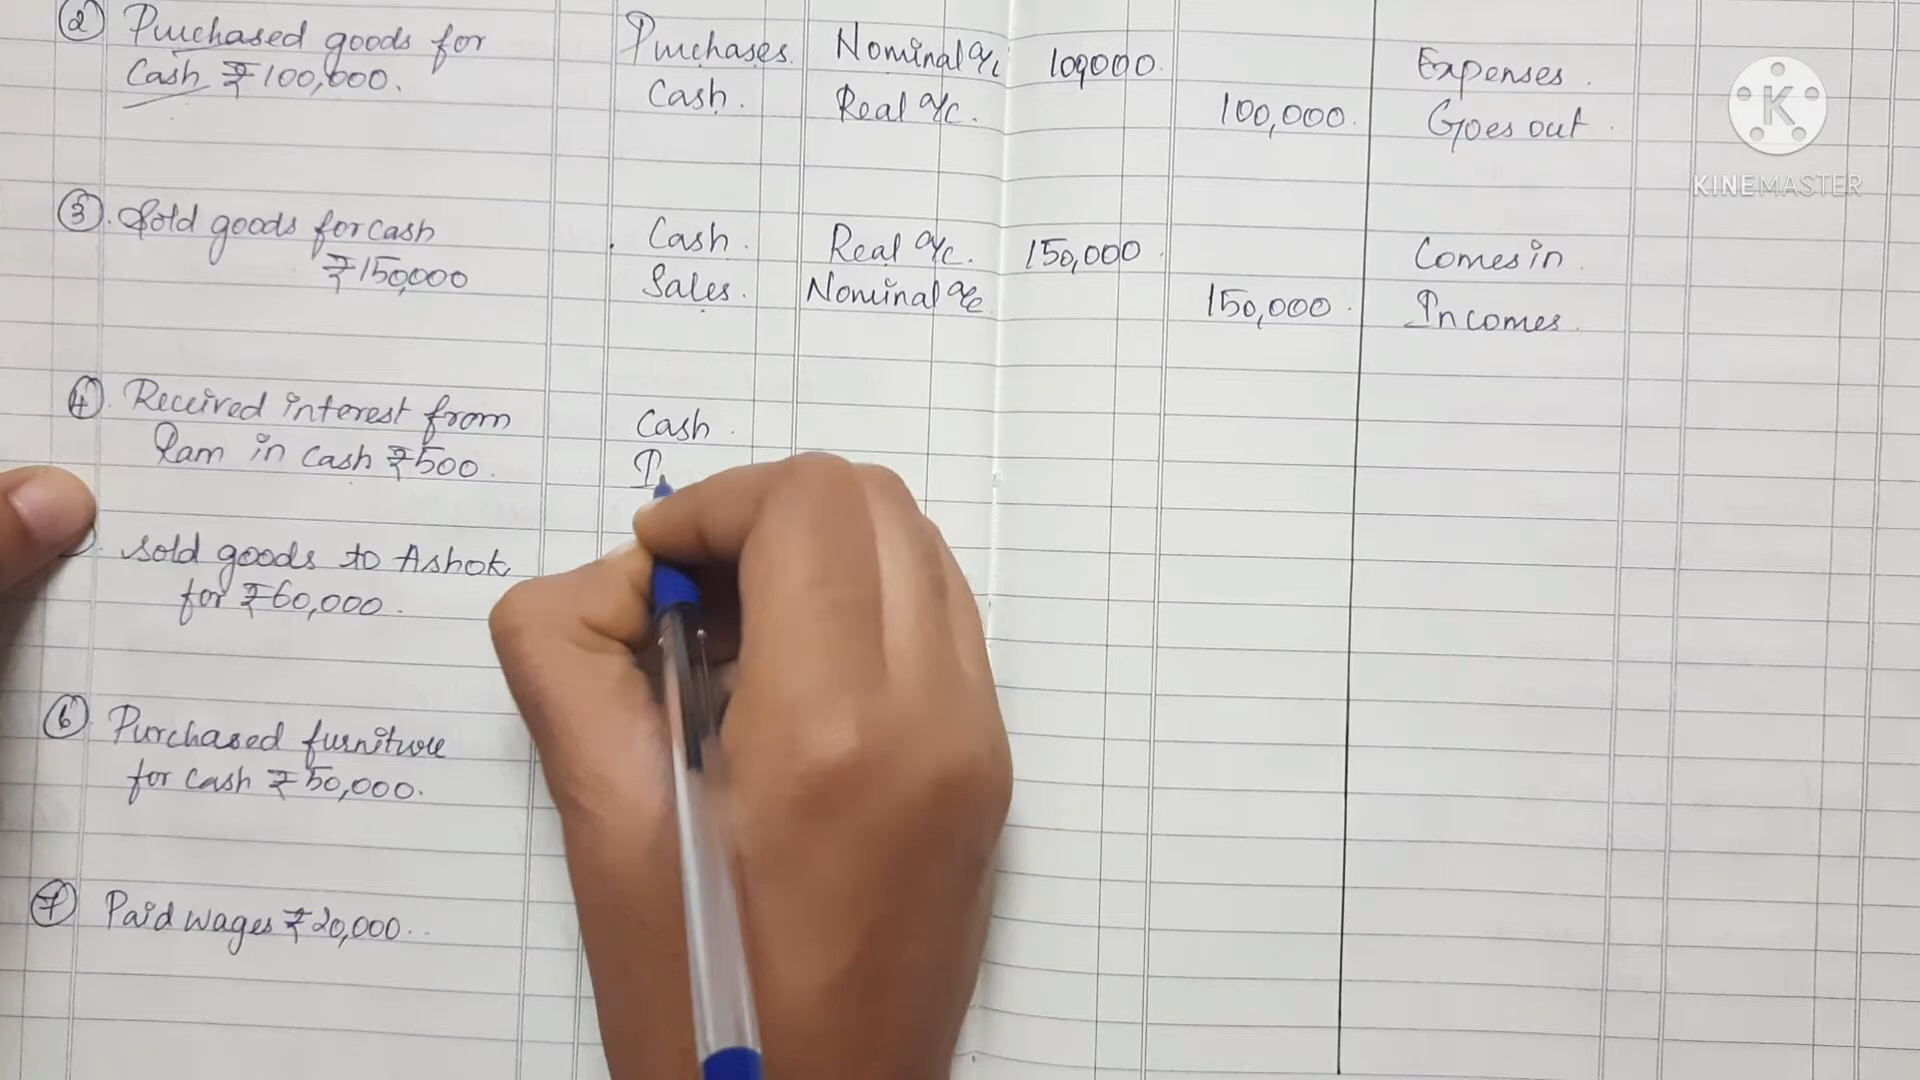 ② Purchased goods for Purchases. Nominal a/c 100000. Expenses.
Cash ₹100,000. Cash. Real a/c. 100,000. Goes out.
③. Sold goods for cash Cash. Real a/c. 150,000. Comes in.
₹150,000 Sales. Nominal a/c 150,000. Incomes.
④. Received interest from Cash.
Ram in cash ₹500. I
Sold goods to Ashok
for ₹60,000.
⑥ Purchased furniture
for cash ₹50,000.
⑦ Paid wages ₹20,000..
K
KINEMASTER